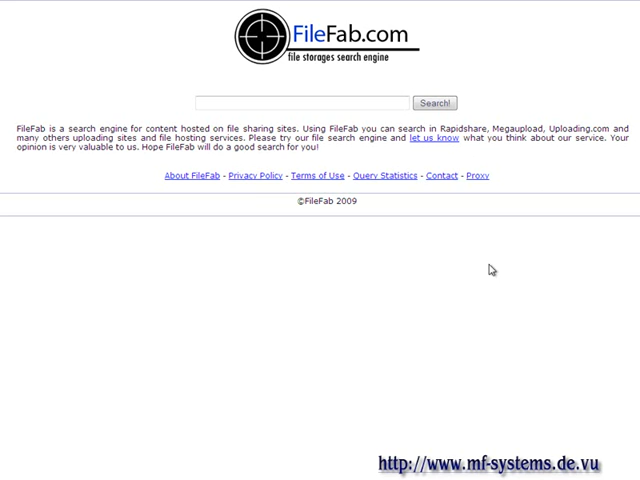 FileFab.com
file storages search engine
Search!
FileFab is a search engine for content hosted on file sharing sites. Using FileFab you can search in Rapidshare, Megaupload, Uploading.com and
many others uploading sites and file hosting services. Please try our file search engine and let us know what you think about our service. Your
opinion is very valuable to us. Hope FileFab will do a good search for you!
About FileFab - Privacy Policy - Terms of Use - Query Statistics - Contact - Proxy
©FileFab 2009
http://www.mf-systems.de.vu